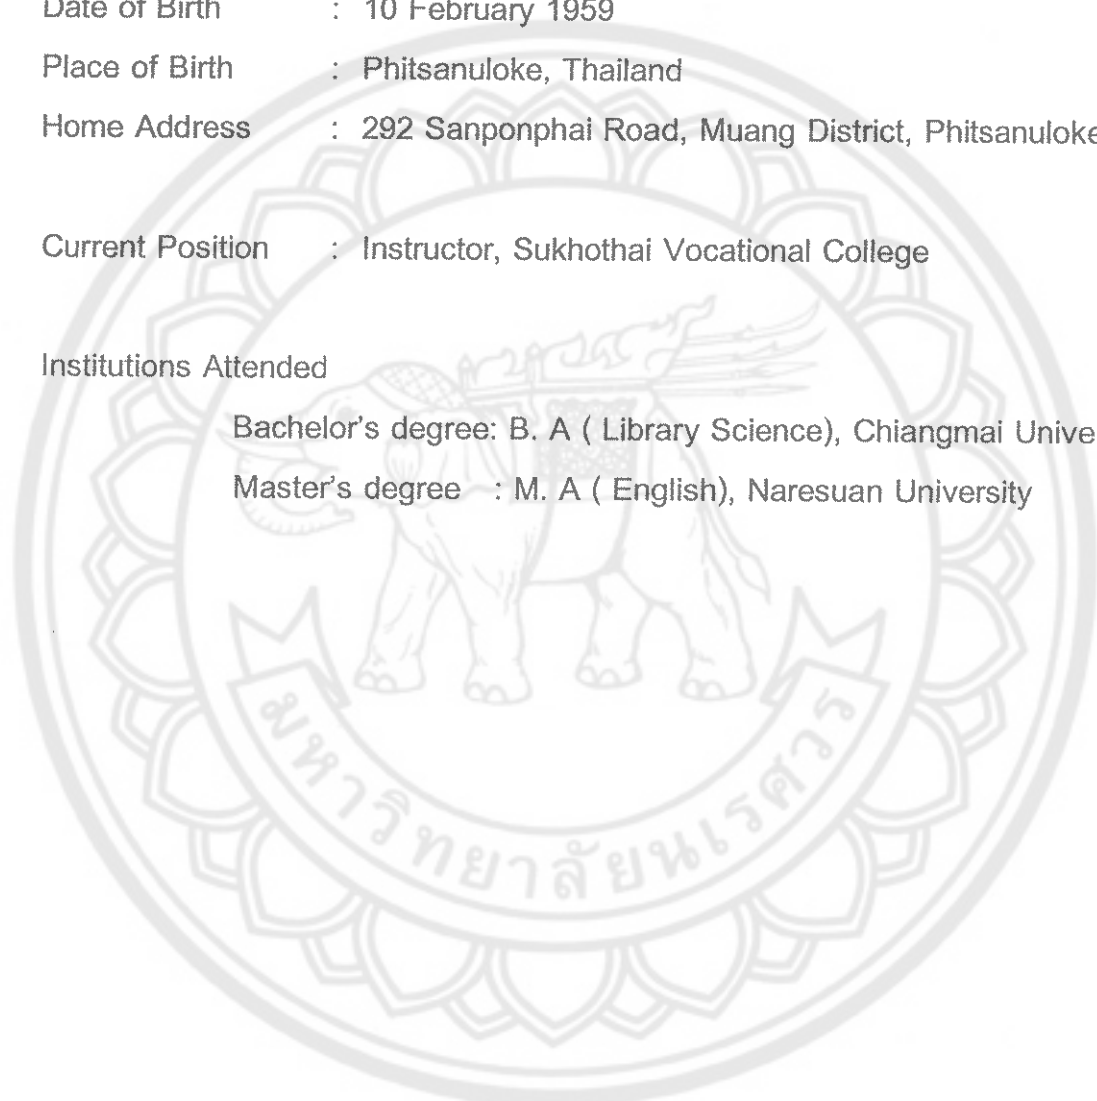 Date of Birth : 10 February 1959
Place of Birth : Phitsanuloke, Thailand
Home Address : 292 Sanponphai Road, Muang District, Phitsanuloke
Current Position : Instructor, Sukhothai Vocational College
Institutions Attended
Bachelor's degree: B. A ( Library Science), Chiangmai Unive
Master's degree : M. A ( English), Naresuan University
มหาวิทยาลัยนเรศวร